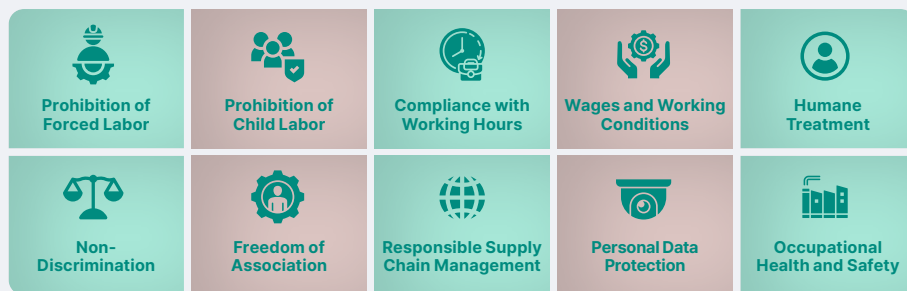 Prohibition of
Forced Labor
Prohibition of
Child Labor
Compliance with
Working Hours
Wages and Working
Conditions
Humane
Treatment
Non-
Discrimination
Freedom of
Association
Responsible Supply
Chain Management
Personal Data
Protection
Occupational
Health and Safety